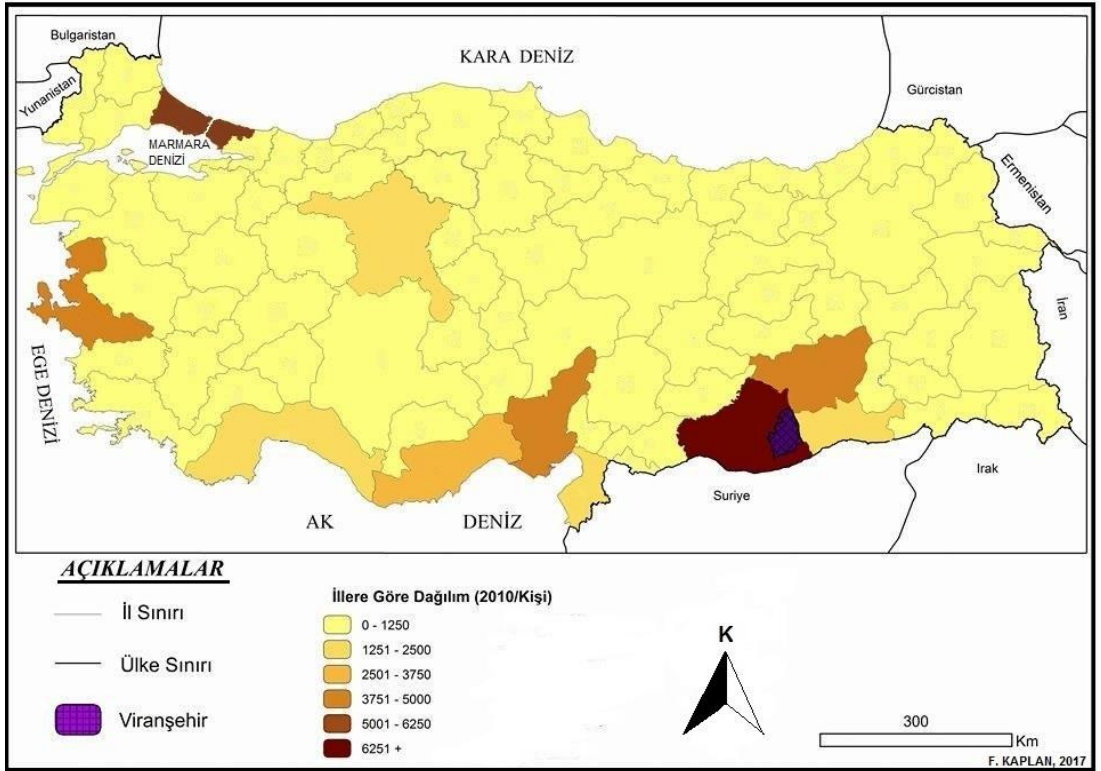 Bulgaristan
KARA DENİZ
Yunanistan
Gürcistan
MARMARA
DENİZİ
Ermenistan
İran
EGE DENİZİ
Irak
Suriye
AK DENİZ
AÇIKLAMALAR
İl Sınırı
Ülke Sınırı
Viranşehir
İllere Göre Dağılım (2010/Kişi)
0 - 1250
1251 - 2500
2501 - 3750
3751 - 5000
5001 - 6250
6251 +
K
300
Km
F. KAPLAN, 2017